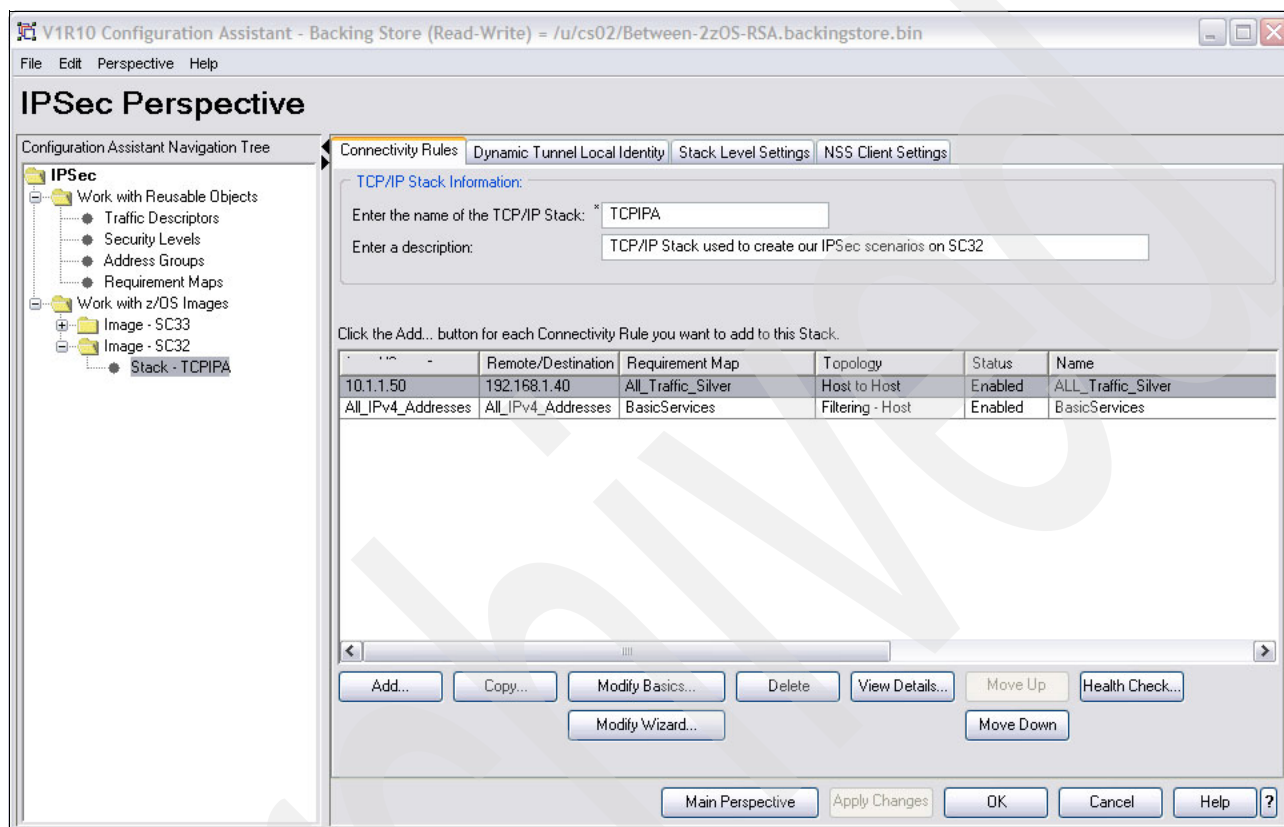 V1R10 Configuration Assistant - Backing Store (Read-Write) = /u/cs02/Between-2zOS-RSA.backingstore.bin
File Edit Perspective Help
IPSec Perspective
Configuration Assistant Navigation Tree
IPSec
Work with Reusable Objects
Traffic Descriptors
Security Levels
Address Groups
Requirement Maps
Work with z/OS Images
Image - SC33
Image - SC32
Stack - TCPIPA
Connectivity Rules Dynamic Tunnel Local Identity Stack Level Settings NSS Client Settings
TCP/IP Stack Information:
Enter the name of the TCP/IP Stack: * TCPIPA
Enter a description: TCP/IP Stack used to create our IPSec scenarios on SC32
Click the Add... button for each Connectivity Rule you want to add to this Stack.
Remote/Destination Requirement Map Topology Status Name
10.1.1.50 192.168.1.40 All_Traffic_Silver Host to Host Enabled ALL_Traffic_Silver
All_IPv4_Addresses All_IPv4_Addresses BasicServices Filtering - Host Enabled BasicServices
Add... Copy... Modify Basics... Delete View Details... Move Up Health Check...
Modify Wizard... Move Down
Main Perspective Apply Changes OK Cancel Help ?